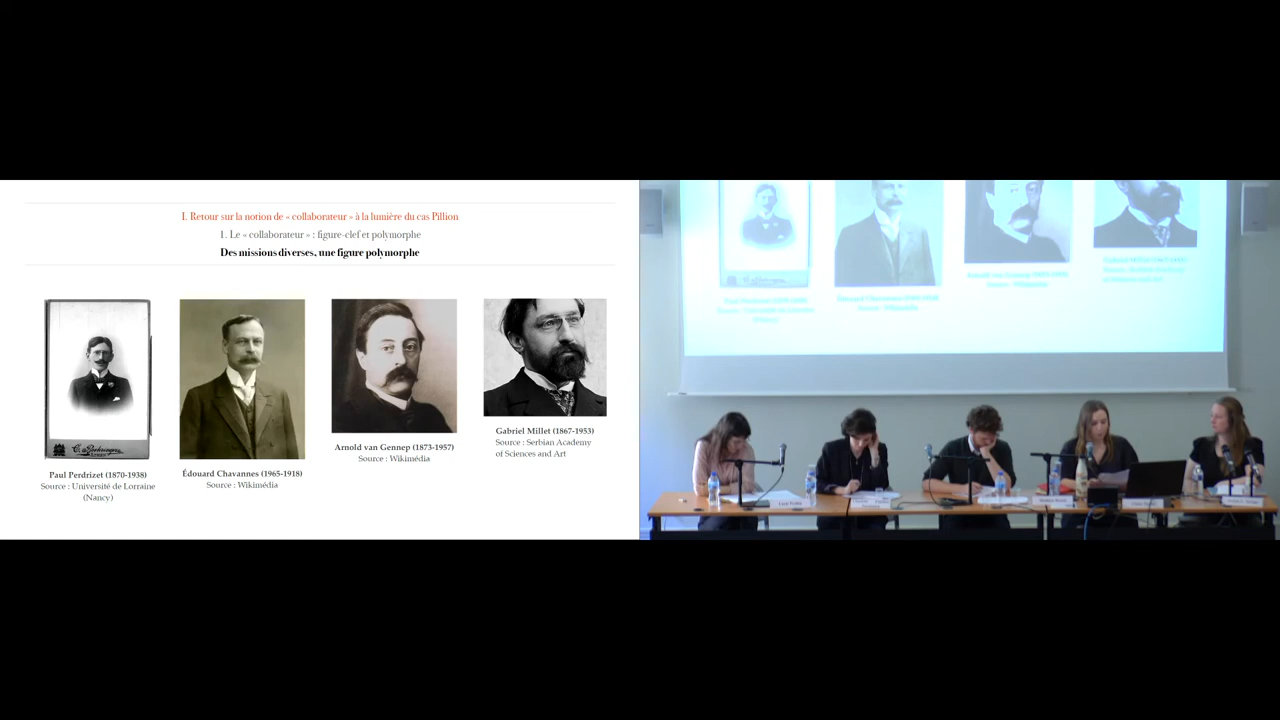 I. Retour sur la notion de « collaborateur » à la lumière du cas Pillion
1. Le « collaborateur » : figure-clef et polymorphe
Des missions diverses, une figure polymorphe
Paul Perdrizet (1870-1938)
Source : Université de Lorraine
(Nancy)
Édouard Chavannes (1965-1918)
Source : Wikimédia
Arnold van Gennep (1873-1957)
Source : Wikimédia
Gabriel Millet (1867-1953)
Source : Serbian Academy
of Sciences and Art